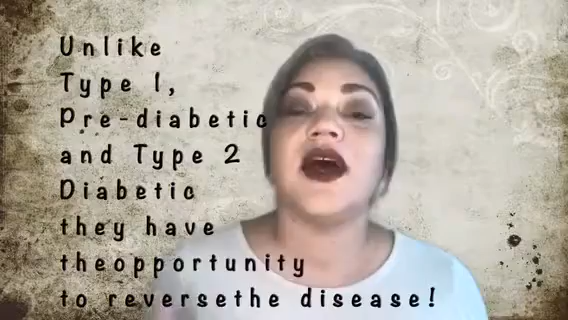 Unlike
Type 1,
Pre-diabetic
and Type 2
Diabetic
they have
theopportunity
to reversethe disease!